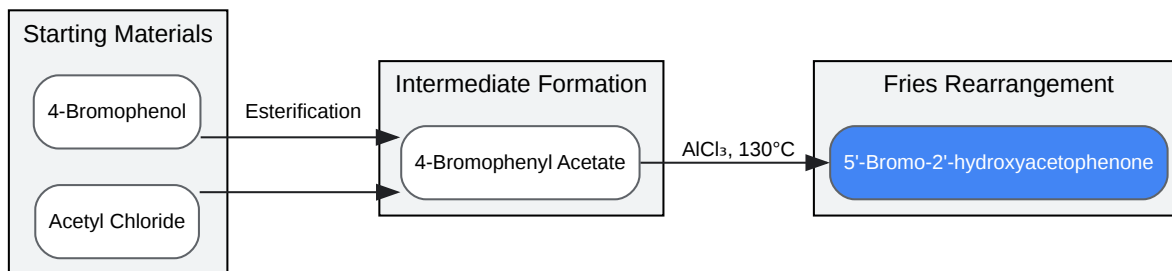 Starting Materials
4-Bromophenol
Acetyl Chloride
Esterification
Intermediate Formation
4-Bromophenyl Acetate
AlCl₃, 130°C
Fries Rearrangement
5'-Bromo-2'-hydroxyacetophenone